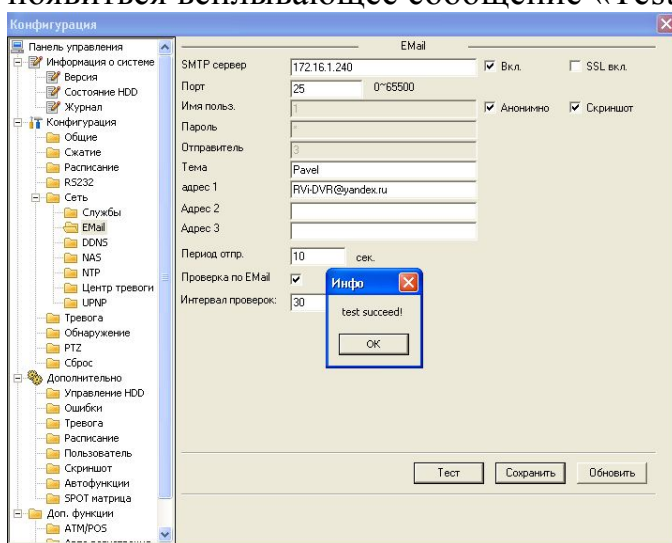 появиться всплывающее сообщение «Test
Конфигурация
Панель управления
Информация о системе
Версия
Состояние HDD
Журнал
Конфигурация
Общие
Сжатие
Расписание
RS232
Сеть
Службы
EMail
DDNS
NAS
NTP
Центр тревоги
UPNP
Тревога
Обнаружение
PTZ
Сброс
Дополнительно
Управление HDD
Ошибки
Тревога
Расписание
Пользователь
Скриншот
Автофункции
SPOT матрица
Доп. функции
ATM/POS
EMail
SMTP сервер 172.16.1.240 Вкл. SSL вкл.
Порт 25 0~65500
Имя польз. 1 Анонимно Скриншот
Пароль *
Отправитель 3
Тема Pavel
адрес 1 RVi-DVR@yandex.ru
Адрес 2
Адрес 3
Период отпр. 10 сек.
Проверка по EMail
Интервал проверок: 30
Инфо
test succeed!
OK
Тест Сохранить Обновить